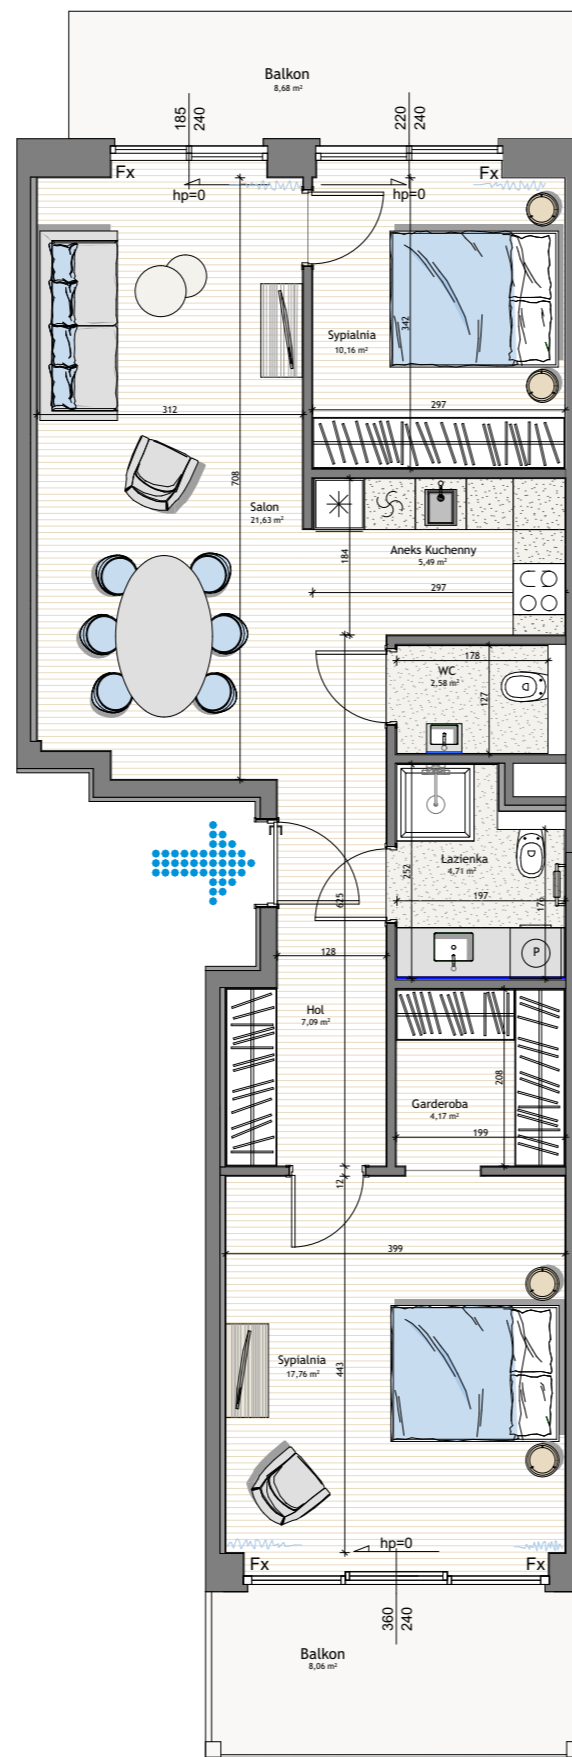 Balkon
8,68 m²
185
240
220
240
Fx
Fx
hp=0
hp=0
Sypialnia
10,16 m²
342
297
312
708
Salon
21,63 m²
Aneks Kuchenny
5,49 m²
184
297
178
WC
2,58 m²
127
Łazienka
4,71 m²
252
197
176
625
128
P
Hol
7,09 m²
208
Garderoba
4,17 m²
199
12
399
Sypialnia
17,76 m²
443
hp=0
Fx
Fx
360
240
Balkon
8,06 m²